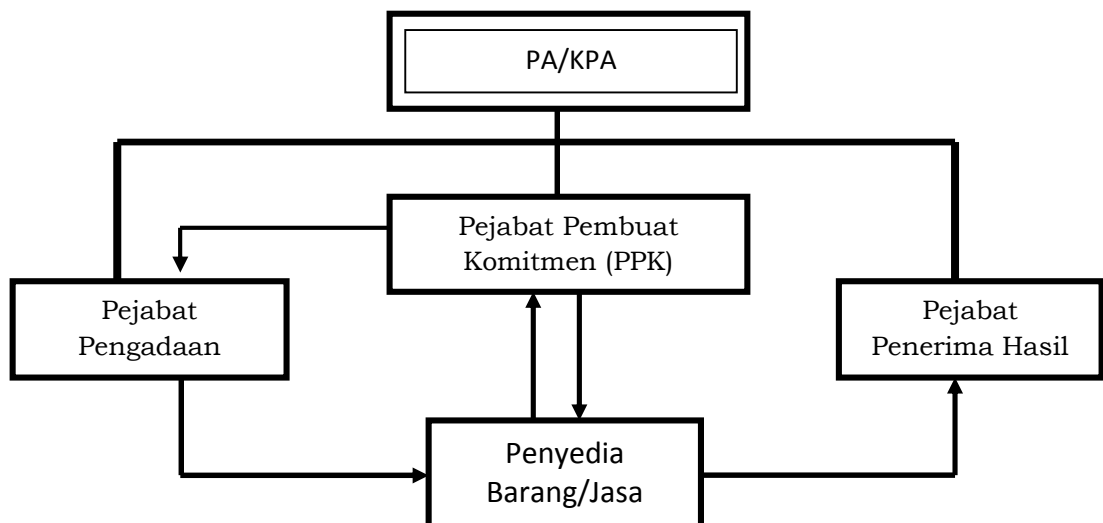 PA/KPA
Pejabat Pembuat
Komitmen (PPK)
Pejabat
Pengadaan
Pejabat
Penerima Hasil
Penyedia
Barang/Jasa